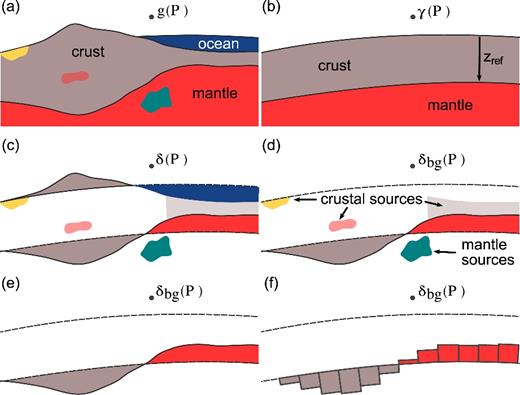 (a)
g(P)
ocean
crust
mantle
(b)
γ(P)
crust
zref
mantle
(c)
δ(P)
(d)
δbg(P)
crustal sources
mantle
sources
(e)
δbg(P)
(f)
δbg(P)